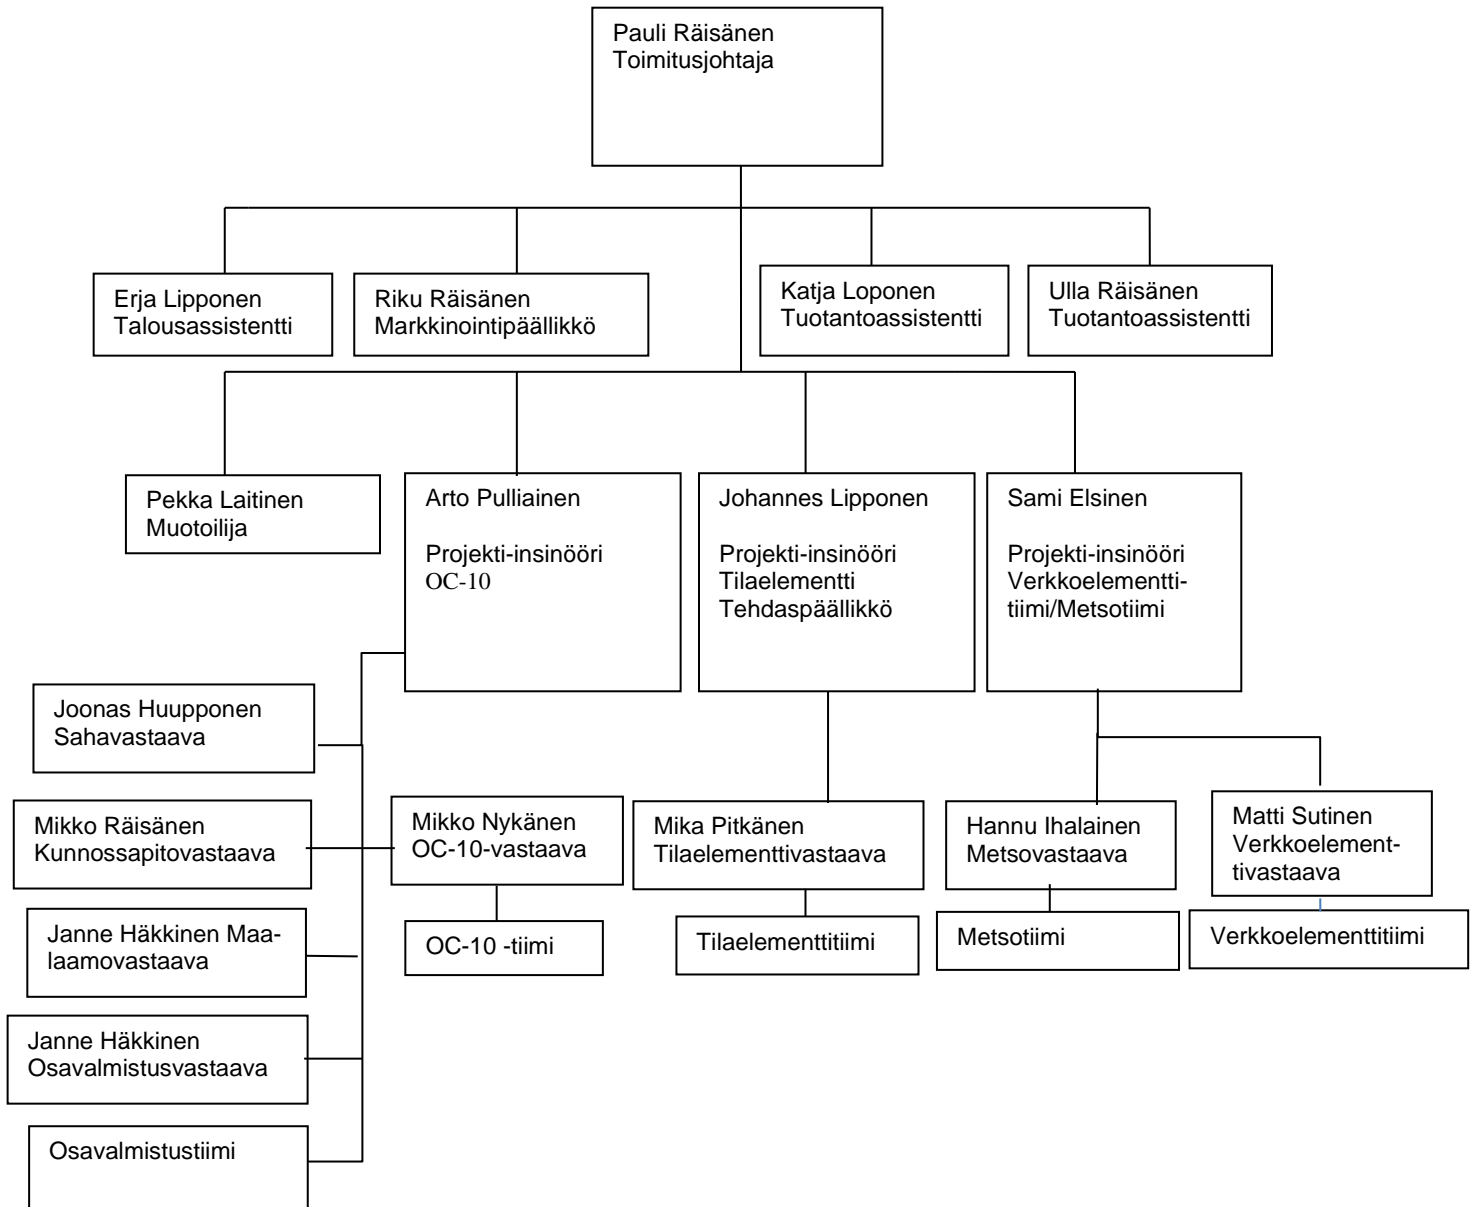 Pauli Räisänen
Toimitusjohtaja
Erja Lipponen
Talousassistentti
Riku Räisänen
Markkinointipäällikkö
Katja Loponen
Tuotantoassistentti
Ulla Räisänen
Tuotantoassistentti
Pekka Laitinen
Muotoilija
Arto Pulliainen
Projekti-insinööri
OC-10
Johannes Lipponen
Projekti-insinööri
Tilaelementti
Tehdaspäällikkö
Sami Elsinen
Projekti-insinööri
Verkkoelementti-
tiimi/Metsotiimi
Joonas Huupponen
Sahavastaava
Mikko Räisänen
Kunnossapitovastaava
Mikko Nykänen
OC-10-vastaava
Mika Pitkänen
Tilaelementtivastaava
Hannu Ihalainen
Metsovastaava
Matti Sutinen
Verkkoelement-
tivastaava
Janne Häkkinen Maa-
laamovastaava
OC-10 -tiimi
Tilaelementtitiimi
Metsotiimi
Verkkoelementtitiimi
Janne Häkkinen
Osavalmistusvastaava
Osavalmistustiimi